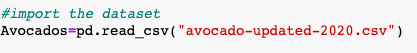 #import the dataset
Avocados=pd.read_csv("avocado-updated-2020.csv")